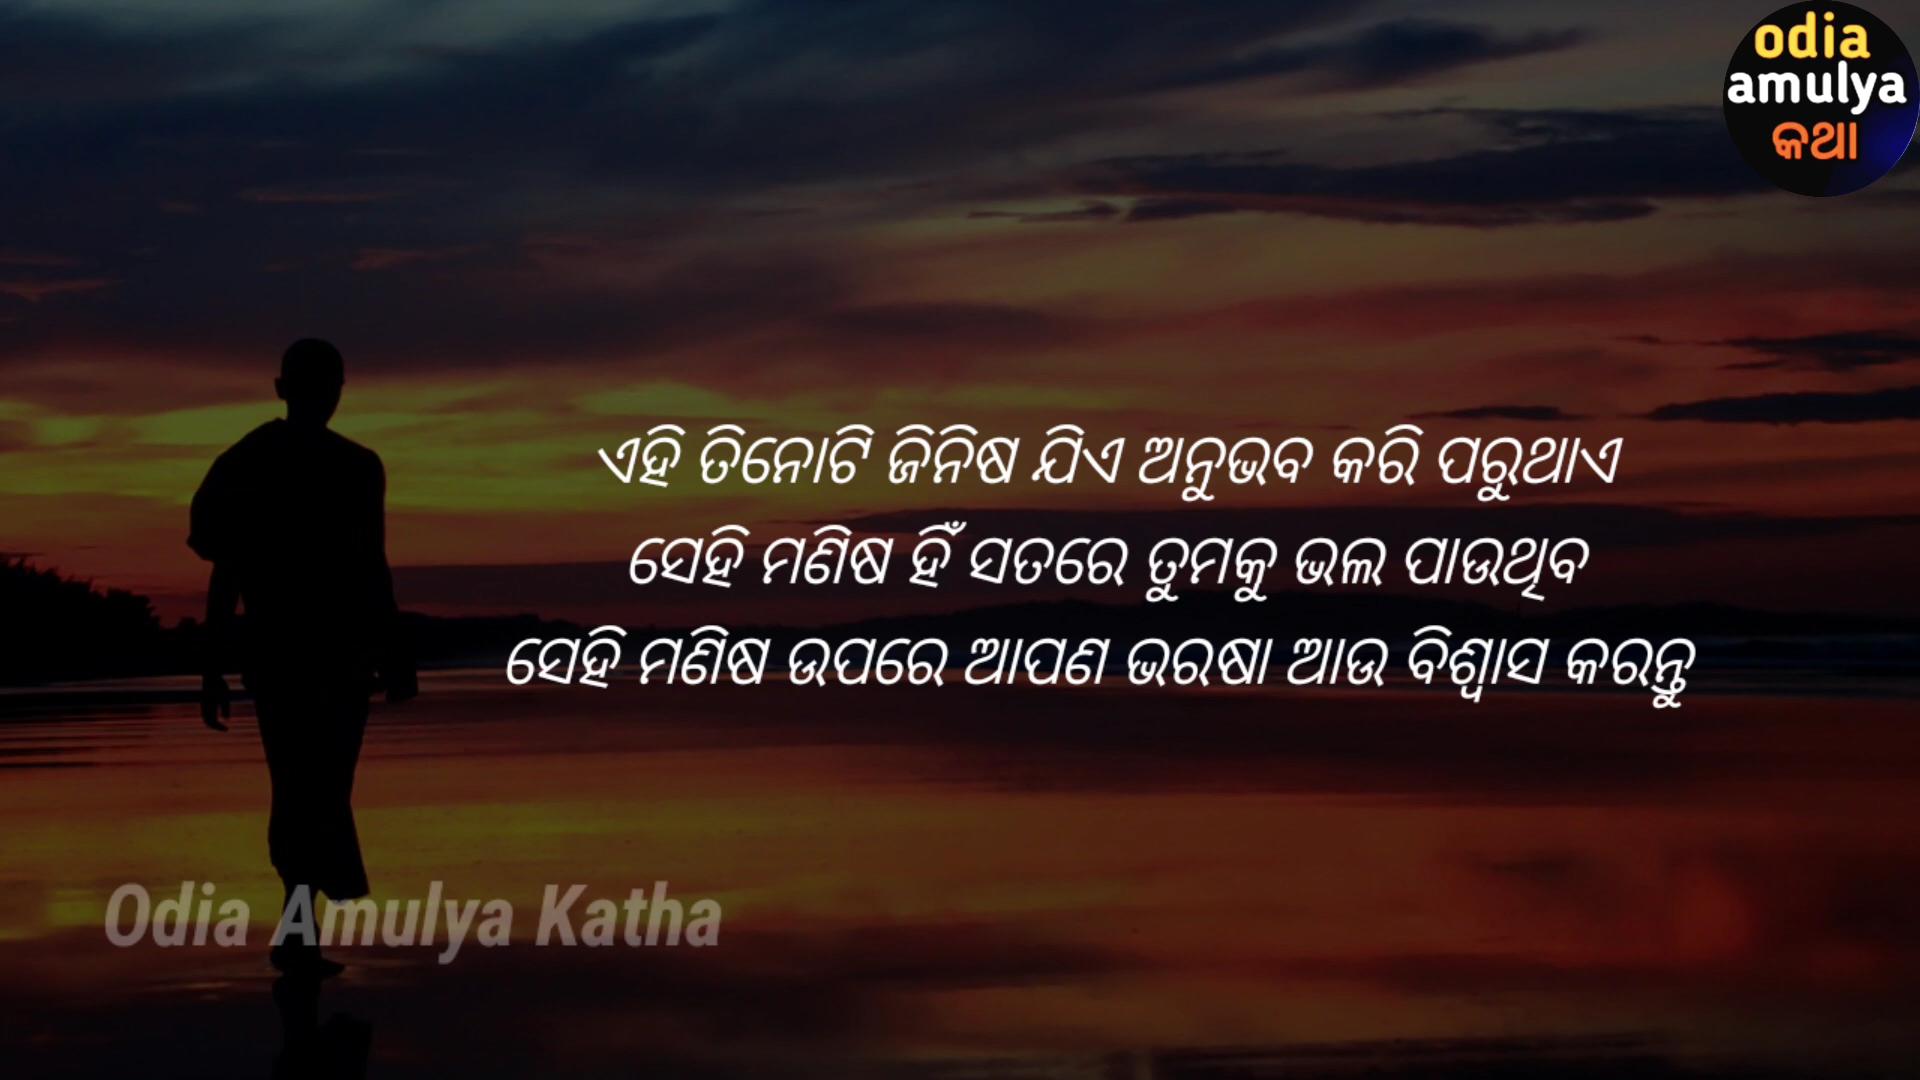 odia
amulya
କଥା
ଏହି ତିନୋଟି ଜିନିଷ ଯିଏ ଅନୁଭବ କରି ପରୁଥାଏ
ସେହି ମଣିଷ ହିଁ ସତରେ ତୁମକୁ ଭଲ ପାଉଥିବ
ସେହି ମଣିଷ ଉପରେ ଆପଣ ଭରଷା ଆଉ ବିଶ୍ୱାସ କରନ୍ତୁ
Odia Amulya Katha